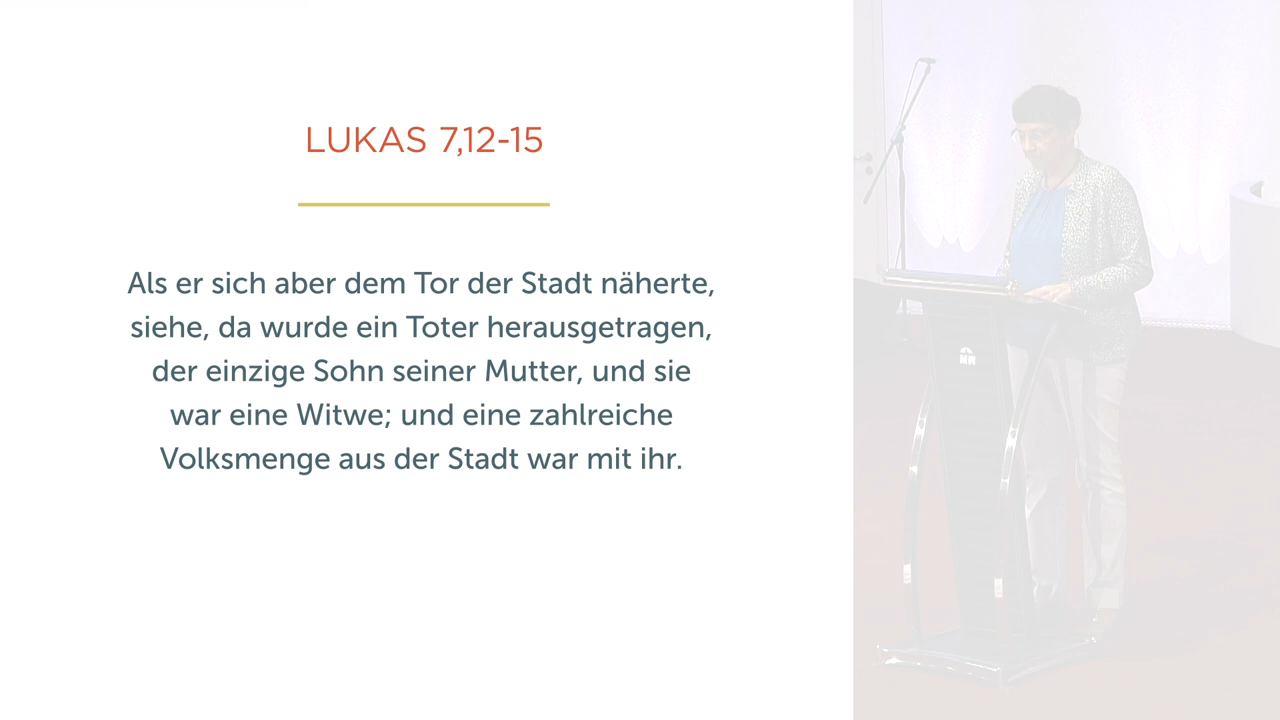 LUKAS 7,12-15
Als er sich aber dem Tor der Stadt näherte,
siehe, da wurde ein Toter herausgetragen,
der einzige Sohn seiner Mutter, und sie
war eine Witwe; und eine zahlreiche
Volksmenge aus der Stadt war mit ihr.